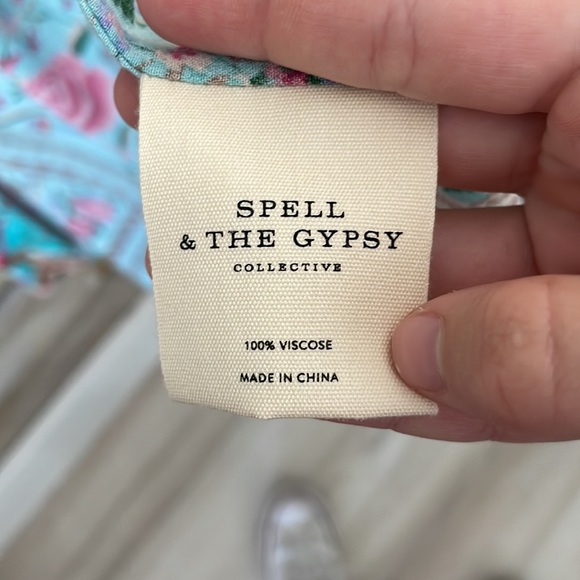 SPELL
& THE GYPSY
COLLECTIVE
100% VISCOSE
MADE IN CHINA